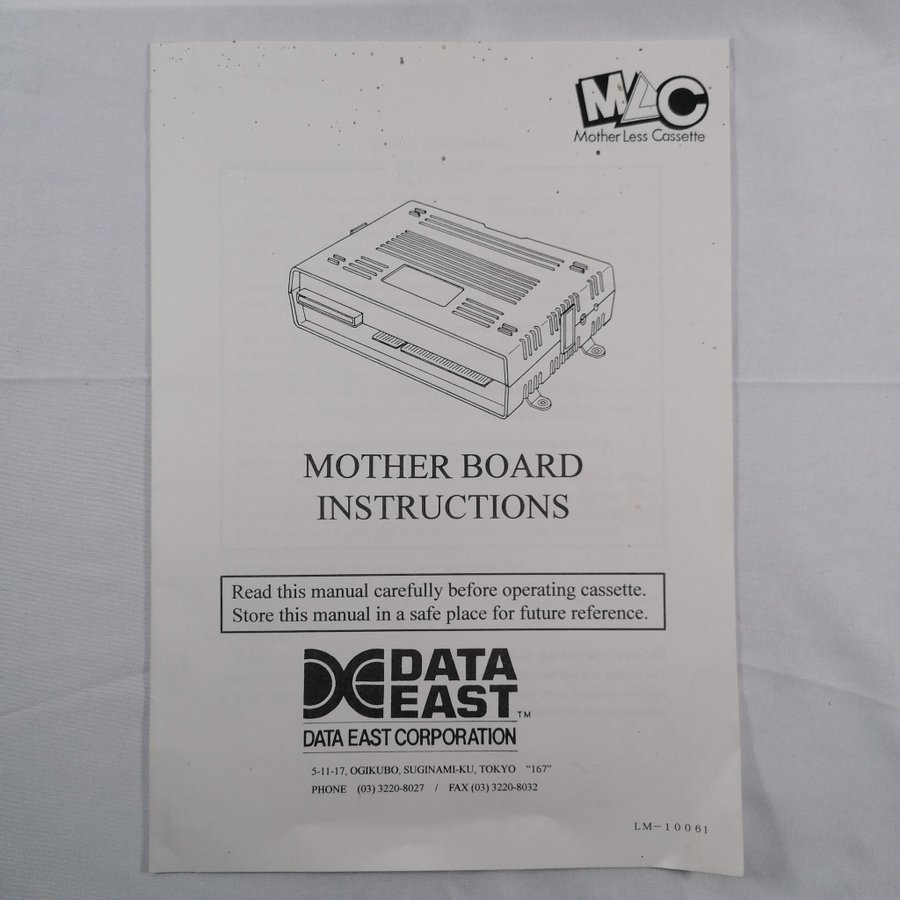 MLC
Mother Less Cassette
MOTHER BOARD
INSTRUCTIONS
Read this manual carefully before operating cassette.
Store this manual in a safe place for future reference.
DATA
EAST TM
DATA EAST CORPORATION
5-11-17, OGIKUBO, SUGINAMI-KU, TOKYO “167”
PHONE (03) 3220-8027 / FAX (03) 3220-8032
LM-10061